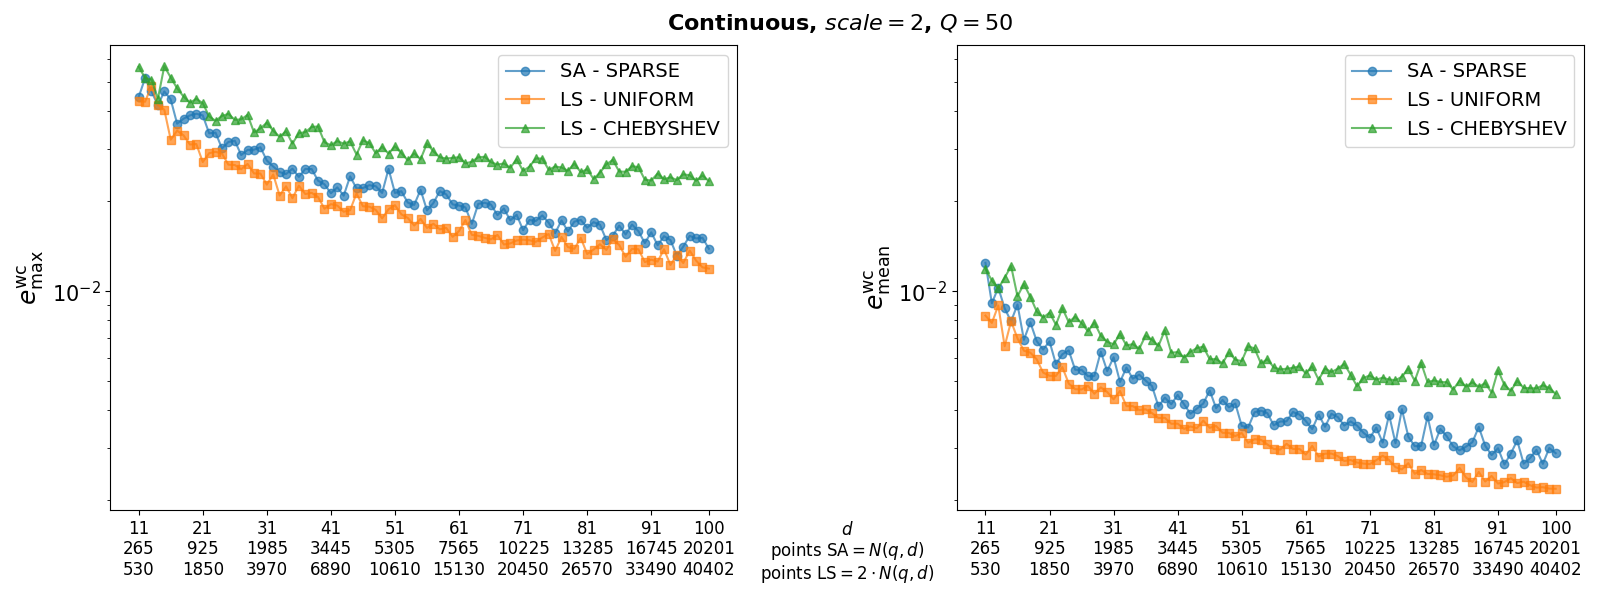 Continuous, scale = 2, Q = 50
SA - SPARSE
LS - UNIFORM
LS - CHEBYSHEV
e^{wc}_{max}
10^{-2}
11 21 31 41 51 61 71 81 91 100
265 925 1985 3445 5305 7565 10225 13285 16745 20201
530 1850 3970 6890 10610 15130 20450 26570 33490 40402
d
points SA = N(q, d)
points LS = 2 · N(q, d)
SA - SPARSE
LS - UNIFORM
LS - CHEBYSHEV
e^{wc}_{mean}
10^{-2}
11 21 31 41 51 61 71 81 91 100
265 925 1985 3445 5305 7565 10225 13285 16745 20201
530 1850 3970 6890 10610 15130 20450 26570 33490 40402